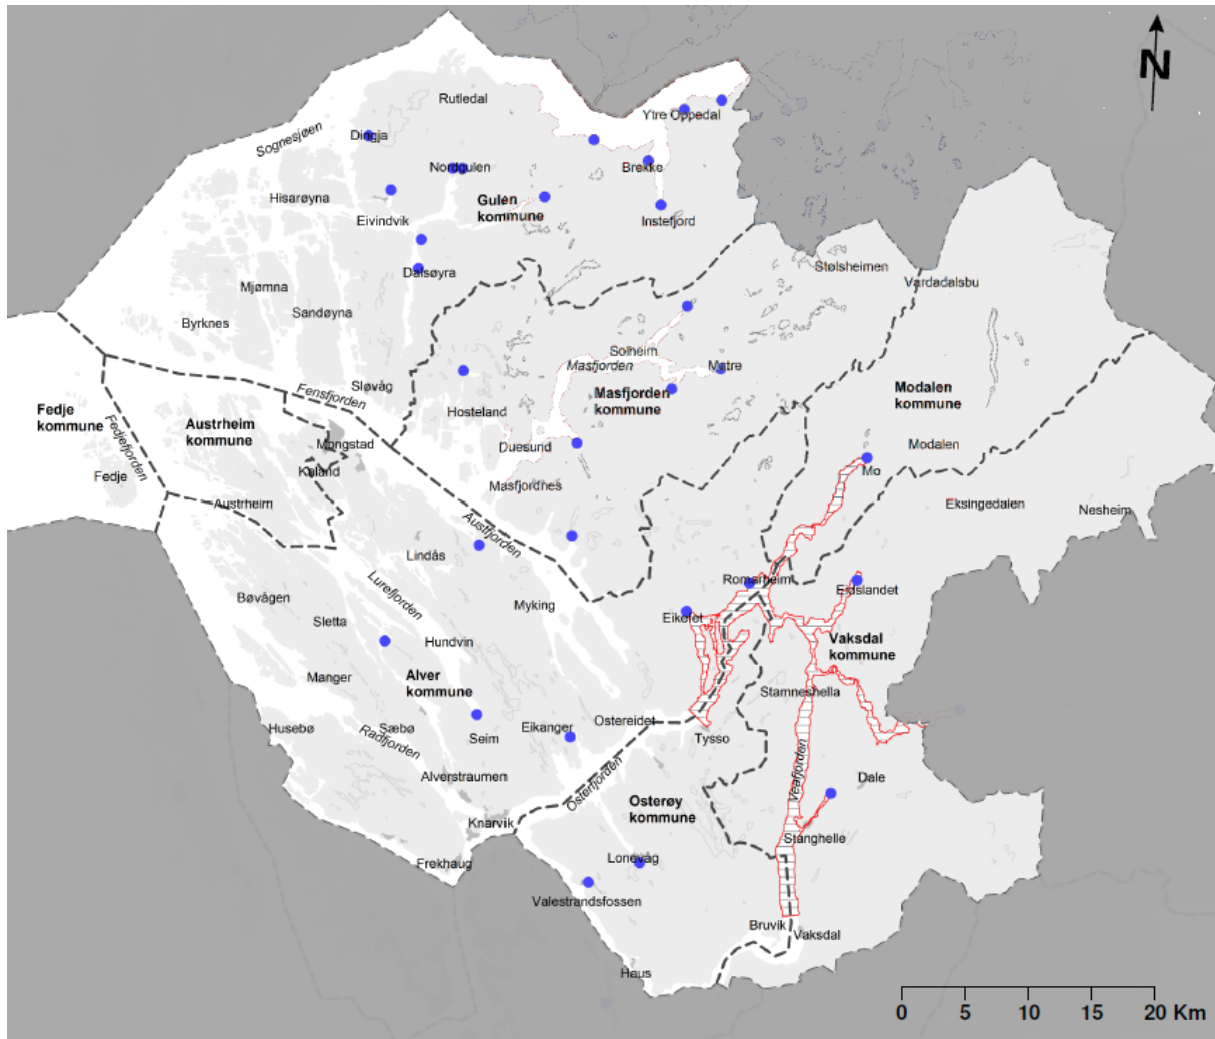 N
Rutledal
Ytre Oppedal
Sognesjøen
Dingja
Nordgulen
Brekke
Hisarøyna
Gulen
kommune
Eivindvik
Instefjord
Dalsøyra
Stølsheimen
Vardadalsbu
Mjømna
Sandøyna
Byrknes
Solheim
Masfjorden
Matre
Sløvåg
Fensfjorden
Masfjorden
kommune
Modalen
kommune
Fedje
kommune
Fedjefjorden
Austrheim
kommune
Hosteland
Mongstad
Duesund
Modalen
Fedje
Kaland
Mo
Masfjordnes
Austrheim
Eksingedalen
Nesheim
Austfjorden
Lindås
Romarheim
Eidslandet
Lurefjorden
Bøvågen
Myking
Sletta
Eikefet
Hundvin
Vaksdal
kommune
Manger
Alver
kommune
Stamneshella
Husebø
Sæbø
Radfjorden
Seim
Eikanger
Ostereidet
Tysso
Alverstraumen
Osterfjorden
Veafjorden
Dale
Osterøy
kommune
Knarvik
Stanghelle
Frekhaug
Lonevåg
Valestrandsfossen
Bruvik
Vaksdal
Haus
0 5 10 15 20 Km